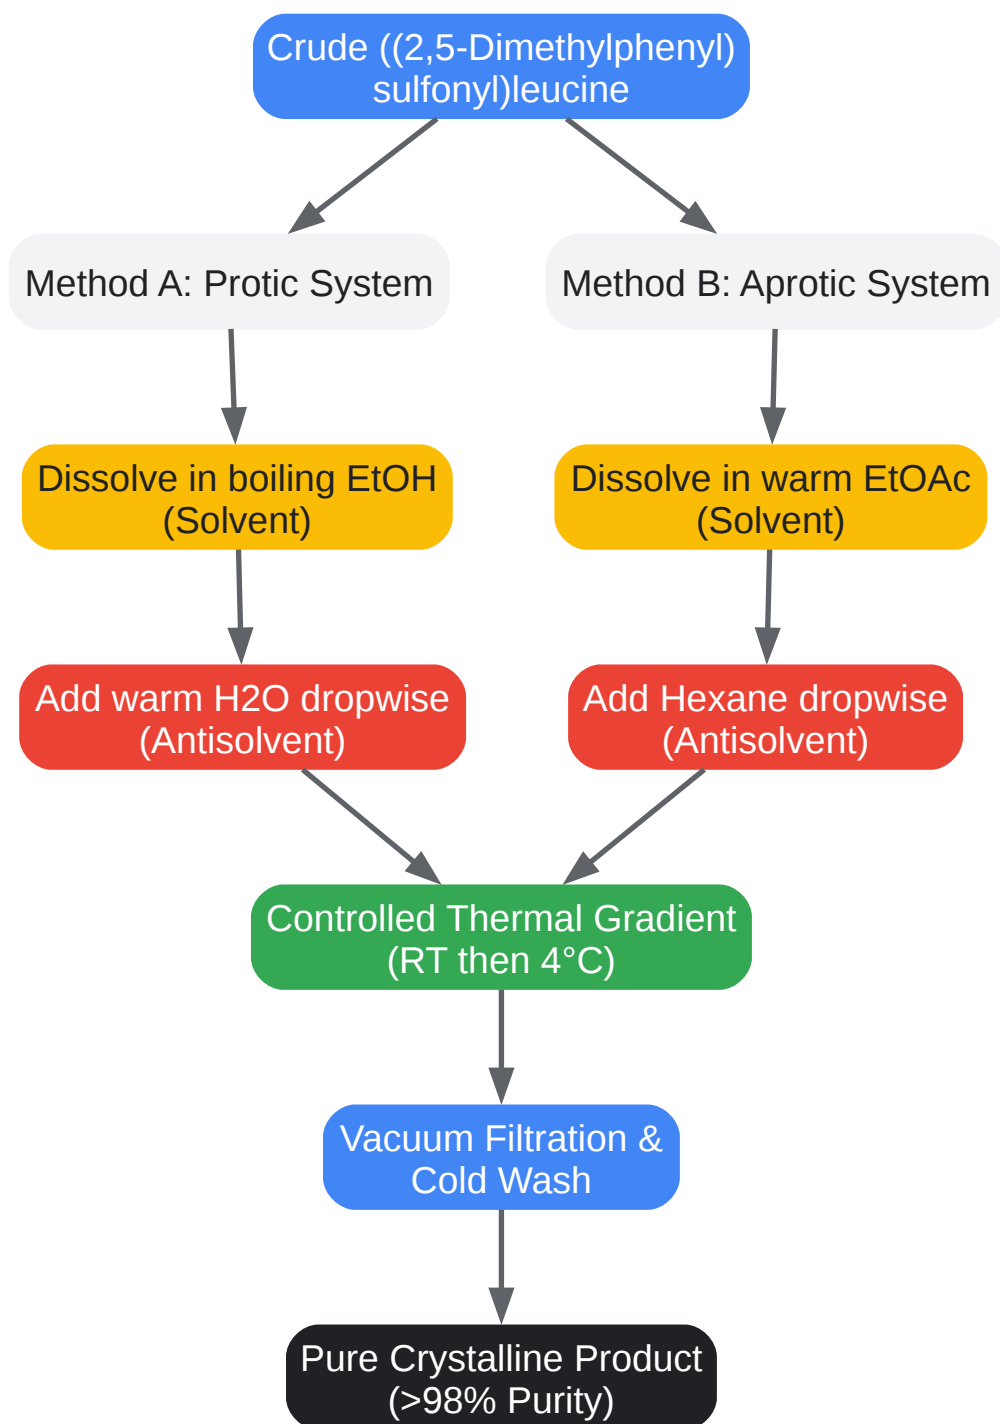 Crude ((2,5-Dimethylphenyl)
sulfonyl)leucine
Method A: Protic System
Method B: Aprotic System
Dissolve in boiling EtOH
(Solvent)
Dissolve in warm EtOAc
(Solvent)
Add warm H2O dropwise
(Antisolvent)
Add Hexane dropwise
(Antisolvent)
Controlled Thermal Gradient
(RT then 4°C)
Vacuum Filtration &
Cold Wash
Pure Crystalline Product
(>98% Purity)